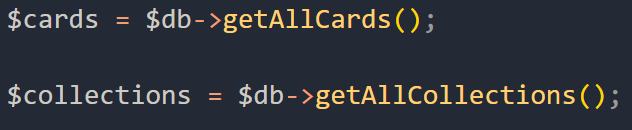 $cards = $db->getAllCards();
$collections = $db->getAllCollections();